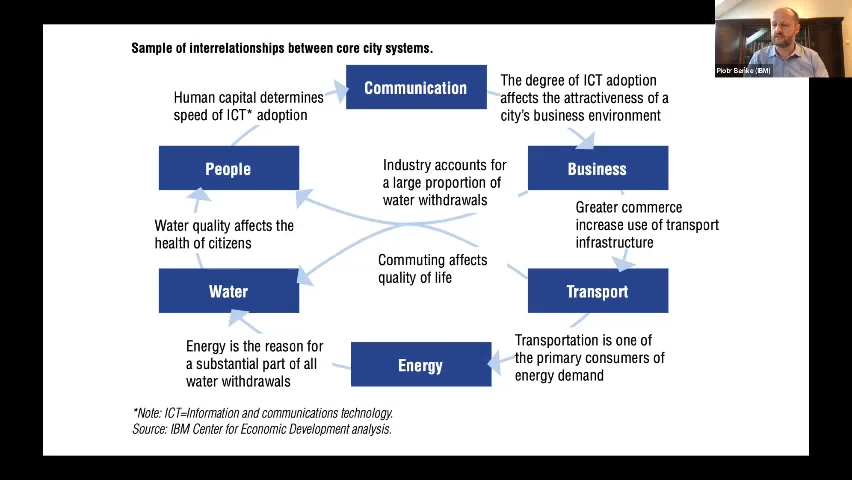 Sample of interrelationships between core city systems.
Piotr Beńke (IBM)
Communication
Human capital determines
speed of ICT* adoption
The degree of ICT adoption
affects the attractiveness of a
city's business environment
People
Industry accounts for
a large proportion of
water withdrawals
Business
Water quality affects the
health of citizens
Greater commerce
increase use of transport
infrastructure
Commuting affects
quality of life
Water
Transport
Energy is the reason for
a substantial part of all
water withdrawals
Energy
Transportation is one of
the primary consumers of
energy demand
*Note: ICT=Information and communications technology.
Source: IBM Center for Economic Development analysis.